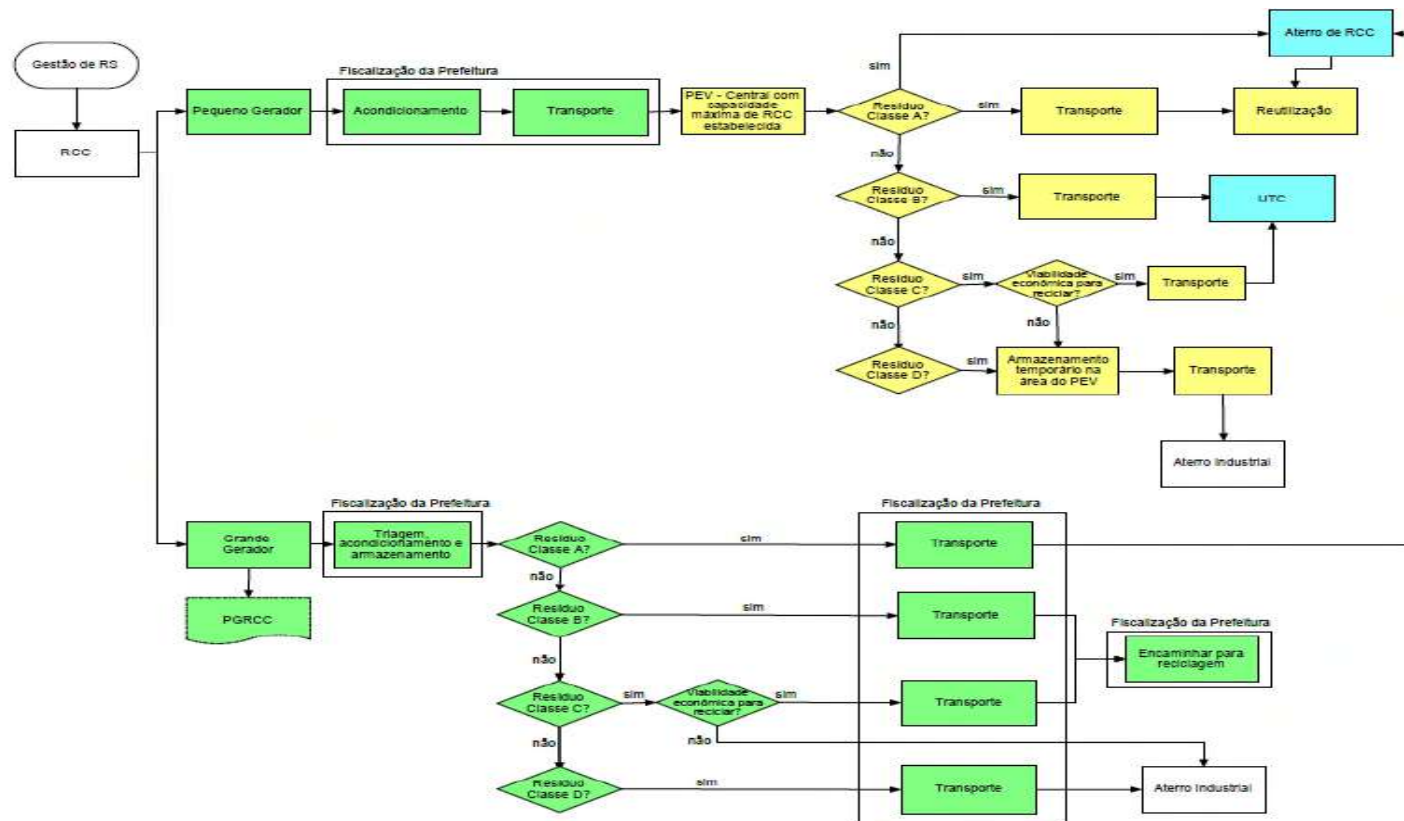 Gestão de RS
RCC
Pequeno Gerador
Fiscalização da Prefeitura
Acondicionamento
Transporte
PEV - Central com
capacidade
máxima de RCC
estabelecida
Resíduo
Classe A?
sim
Aterro de RCC
sim
Transporte
Reutilização
não
Resíduo
Classe B?
sim
Transporte
UTC
não
Resíduo
Classe C?
sim
Viabilidade
econômica para
reciclar?
sim
Transporte
não
não
Resíduo
Classe D?
sim
Armazenamento
temporário na
área do PEV
Transporte
Aterro Industrial
Grande
Gerador
PGRCC
Fiscalização da Prefeitura
Triagem,
acondicionamento e
armazenamento
Resíduo
Classe A?
sim
Fiscalização da Prefeitura
Transporte
não
Resíduo
Classe B?
sim
Transporte
Fiscalização da Prefeitura
Encaminhar para
reciclagem
não
Resíduo
Classe C?
sim
Viabilidade
econômica para
reciclar?
sim
Transporte
não
não
Resíduo
Classe D?
sim
Transporte
Aterro Industrial